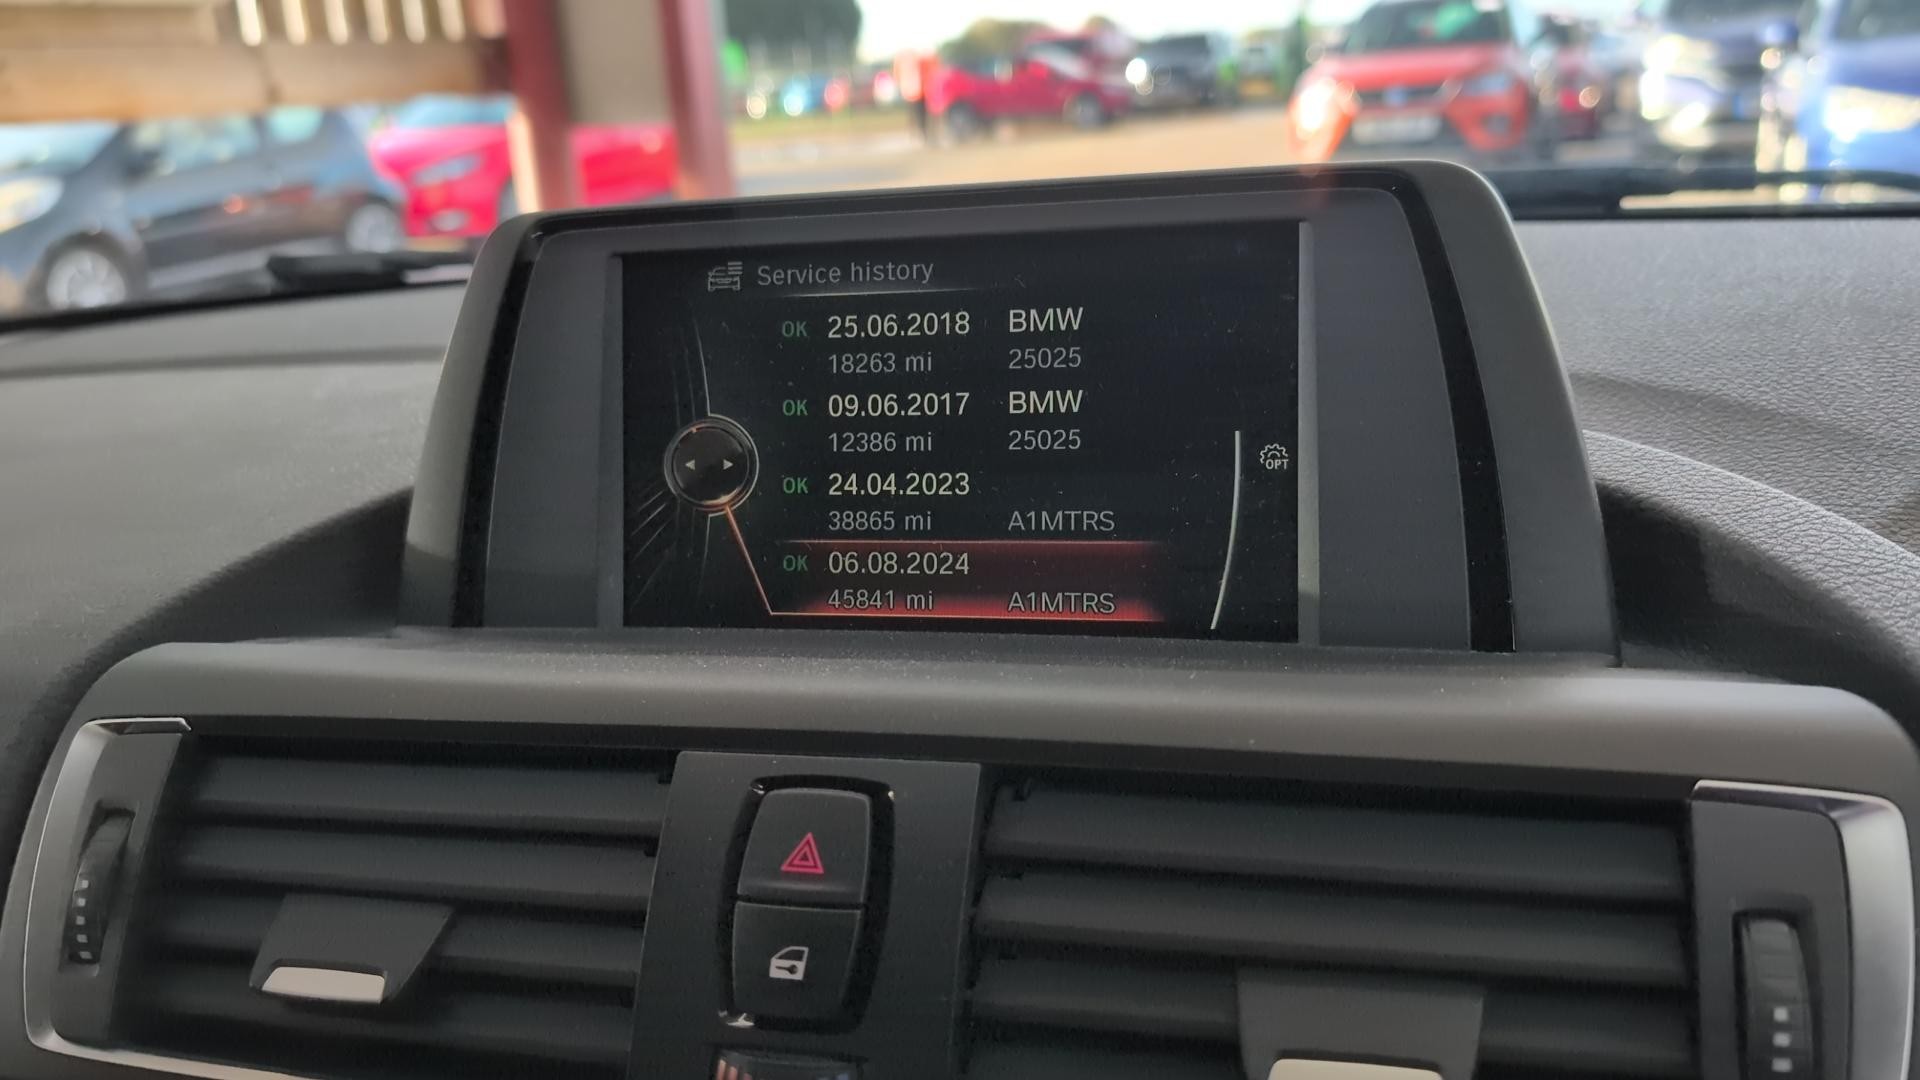 Service history
OK 25.06.2018 BMW
18263 mi 25025
OK 09.06.2017 BMW
12386 mi 25025
OK 24.04.2023
38865 mi A1MTRS
OK 06.08.2024
45841 mi A1MTRS
OPT